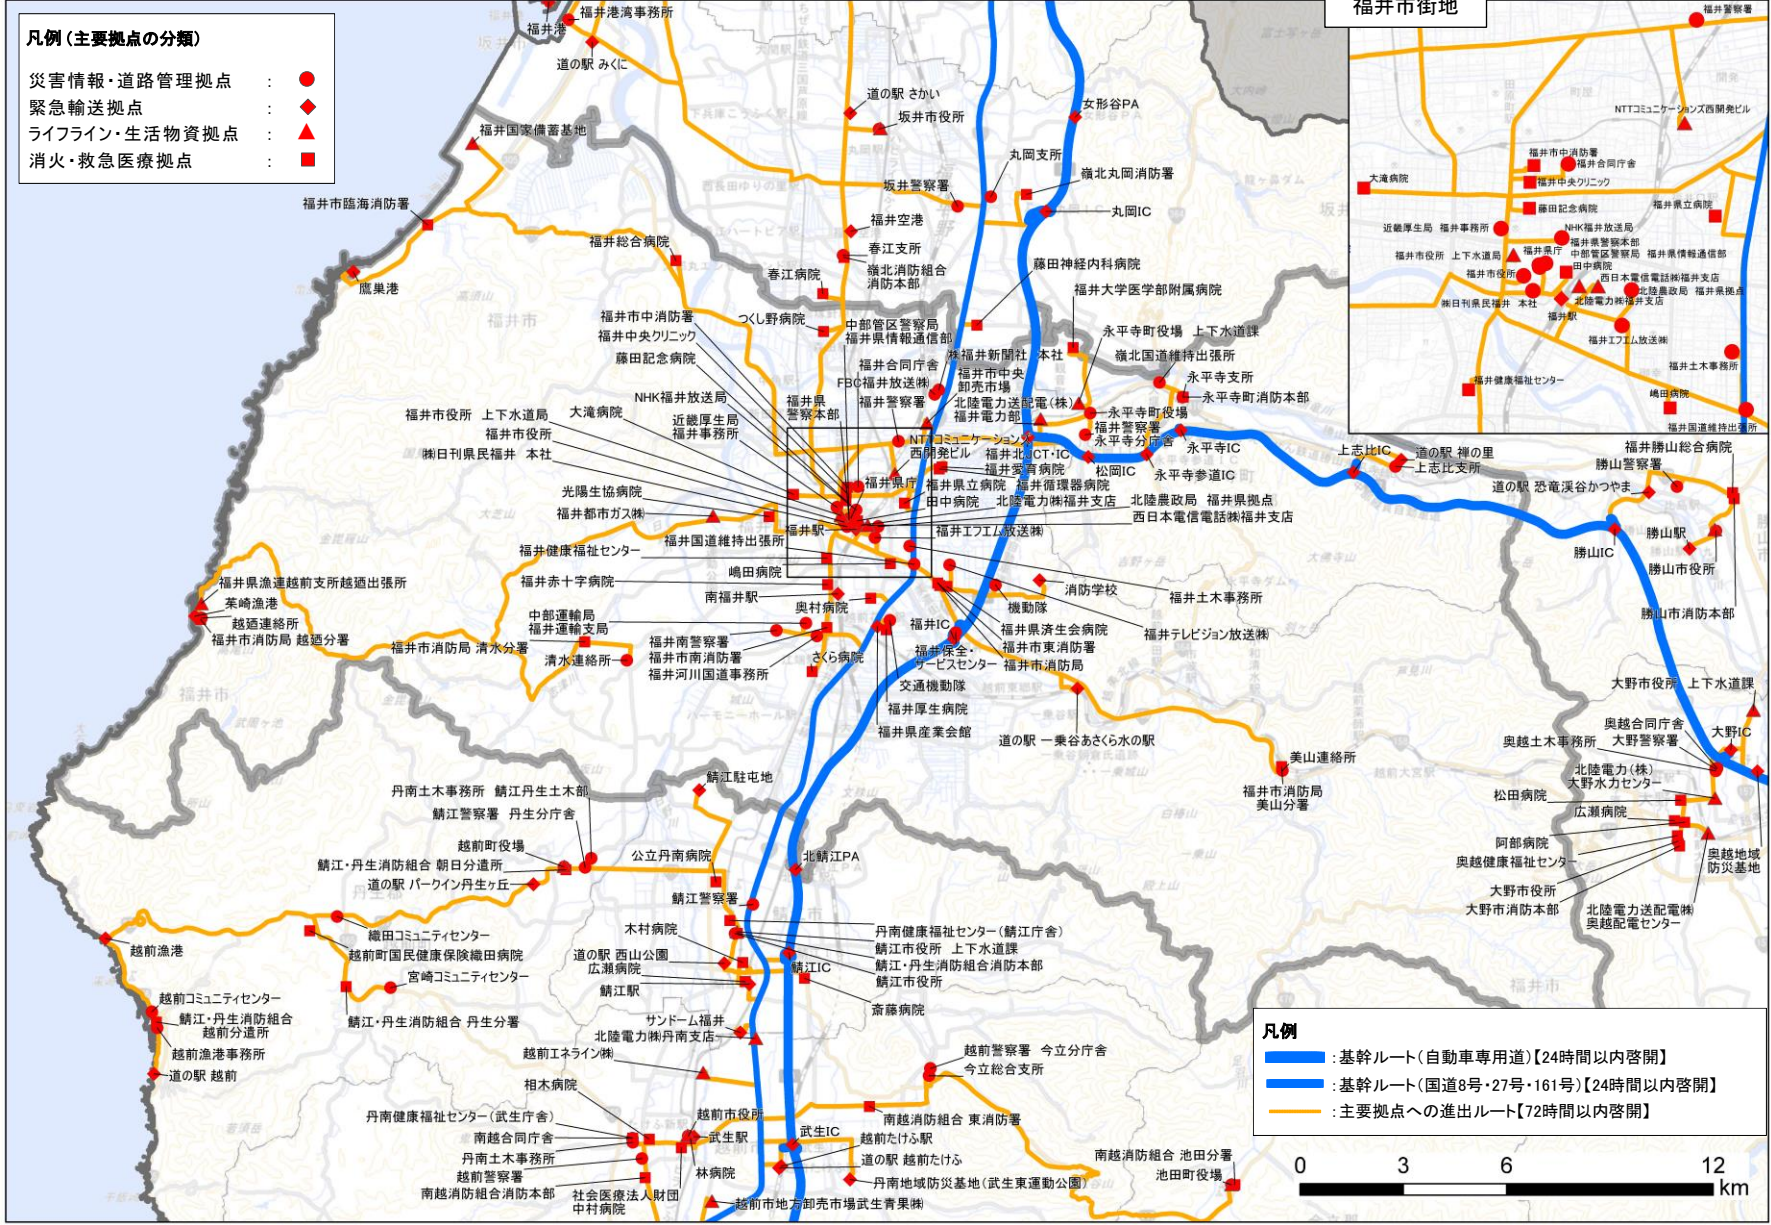 凡例(主要拠点の分類)
災害情報・道路管理拠点 :
緊急輸送拠点 :
ライフライン・生活物資拠点 :
消火・救急医療拠点 :
福井市街地
福井港湾事務所
福井港
道の駅 みくに
福井国家備蓄基地
福井市臨海消防署
鷹巣港
道の駅 さかい
坂井市役所
女形谷PA
丸岡支所
坂井警察署
嶺北丸岡消防署
丸岡IC
福井空港
春江支所
嶺北消防組合
消防本部
福井総合病院
春江病院
つくし野病院
藤田神経内科病院
福井大学医学部附属病院
永平寺町役場 上下水道課
嶺北国道維持出張所
永平寺支所
永平寺町消防本部
永平寺町役場
福井警察署
永平寺分庁舎
永平寺IC
松岡IC
永平寺参道IC
福井北JCT・IC
福井市中消防署
福井中央クリニック
藤田記念病院
NHK福井放送局
近畿厚生局
福井事務所
大滝病院
福井市役所 上下水道局
福井市役所
㈱日刊県民福井 本社
光陽生協病院
福井都市ガス㈱
中部管区警察局
福井県情報通信部
福井合同庁舎
FBC福井放送㈱
福井警察署
福井県
警察本部
㈱福井新聞社 本社
福井市中央
卸売市場
北陸電力送配電(株)
福井電力部
NTTコミュニケーションズ
西開発ビル
福井愛育病院
福井県庁
福井県立病院 福井循環器病院
田中病院
北陸電力㈱福井支店
北陸農政局 福井県拠点
西日本電信電話㈱福井支店
福井エフエム放送㈱
福井駅
福井国道維持出張所
福井健康福祉センター
嶋田病院
福井赤十字病院
南福井駅
奥村病院
中部運輸局
福井運輸支局
福井南警察署
福井市南消防署
福井河川国道事務所
さくら病院
福井市消防局 清水分署
清水連絡所
福井県漁連越前支所越廼出張所
茱崎漁港
越廼連絡所
福井市消防局 越廼分署
福井IC
福井保全・
サービスセンター
交通機動隊
福井厚生病院
福井県産業会館
機動隊
消防学校
福井土木事務所
福井テレビジョン放送㈱
福井県済生会病院
福井市東消防署
福井市消防局
道の駅 一乗谷あさくら水の駅
美山連絡所
福井市消防局
美山分署
上志比IC
道の駅 禅の里
上志比支所
福井勝山総合病院
勝山警察署
道の駅 恐竜渓谷かつやま
勝山IC
勝山駅
勝山市役所
勝山市消防本部
大野市役所 上下水道課
奥越合同庁舎
大野警察署
奥越土木事務所
大野IC
北陸電力(株)
大野水力センター
松田病院
広瀬病院
阿部病院
奥越健康福祉センター
大野市役所
大野市消防本部
奥越地域
防災基地
北陸電力送配電㈱
奥越配電センター
鯖江駐屯地
丹南土木事務所 鯖江丹生土木部
鯖江警察署 丹生分庁舎
越前町役場
鯖江・丹生消防組合 朝日分遣所
道の駅 パークイン丹生ヶ丘
公立丹南病院
鯖江警察署
北鯖江PA
木村病院
道の駅 西山公園
広瀬病院
鯖江駅
丹南健康福祉センター(鯖江庁舎)
鯖江市役所 上下水道課
鯖江・丹生消防組合消防本部
鯖江市役所
鯖江IC
斎藤病院
サンドーム福井
北陸電力㈱丹南支店
越前エネライン㈱
越前漁港
織田コミュニティセンター
越前町国民健康保険織田病院
宮崎コミュニティセンター
鯖江・丹生消防組合 丹生分署
越前コミュニティセンター
鯖江・丹生消防組合
越前分遣所
越前漁港事務所
道の駅 越前
相木病院
丹南健康福祉センター(武生庁舎)
南越合同庁舎
丹南土木事務所
越前警察署
南越消防組合消防本部
越前市役所
武生駅
林病院
社会医療法人財団
中村病院
武生IC
越前たけふ駅
道の駅 越前たけふ
丹南地域防災基地(武生東運動公園)
越前市地方卸売市場武生青果㈱
越前警察署 今立分庁舎
今立総合支所
南越消防組合 東消防署
南越消防組合 池田分署
池田町役場
福井警察署
NTTコミュニケーションズ西開発ビル
福井市中消防署
福井合同庁舎
福井中央クリニック
大滝病院
藤田記念病院
福井県立病院
近畿厚生局 福井事務所
NHK福井放送局
福井県警察本部
中部管区警察局 福井県情報通信部
福井県庁
福井市役所 上下水道局
田中病院
福井市役所
西日本電信電話㈱福井支店
北陸農政局 福井県拠点
㈱日刊県民福井 本社
北陸電力㈱福井支店
福井駅
福井エフエム放送㈱
福井土木事務所
福井健康福祉センター
嶋田病院
福井国道維持出張所
凡例
:基幹ルート(自動車専用道)【24時間以内啓開】
:基幹ルート(国道8号・27号・161号)【24時間以内啓開】
:主要拠点への進出ルート【72時間以内啓開】
0 3 6 12
km